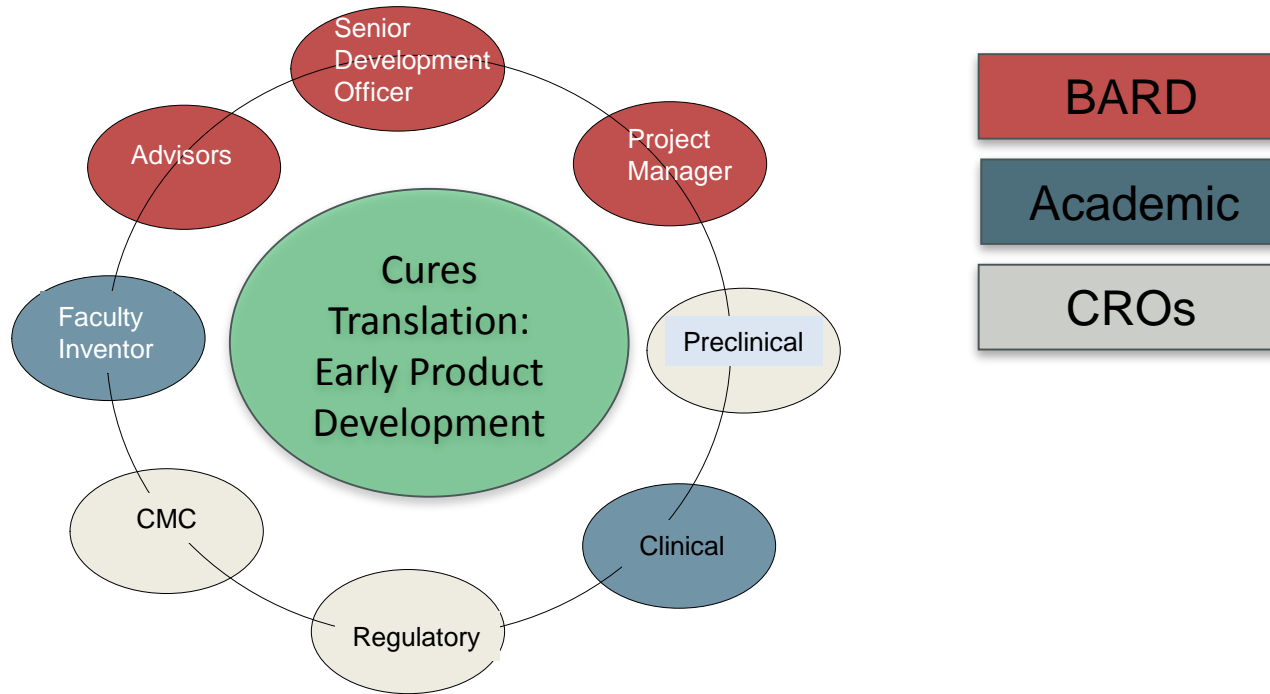 Senior
Development
Officer
Advisors
Project
Manager
Cures
Translation:
Early Product
Development
Faculty
Inventor
Preclinical
CMC
Clinical
Regulatory
BARD
Academic
CROs